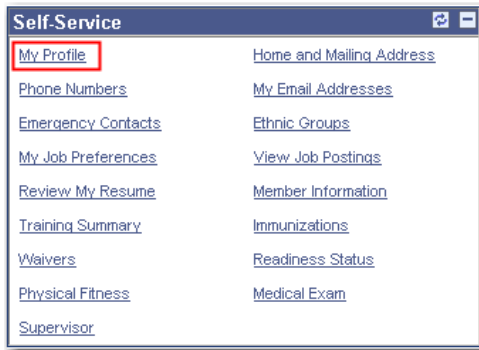 Self-Service
My Profile
Home and Mailing Address
Phone Numbers
My Email Addresses
Emergency Contacts
Ethnic Groups
My Job Preferences
View Job Postings
Review My Resume
Member Information
Training Summary
Immunizations
Waivers
Readiness Status
Physical Fitness
Medical Exam
Supervisor